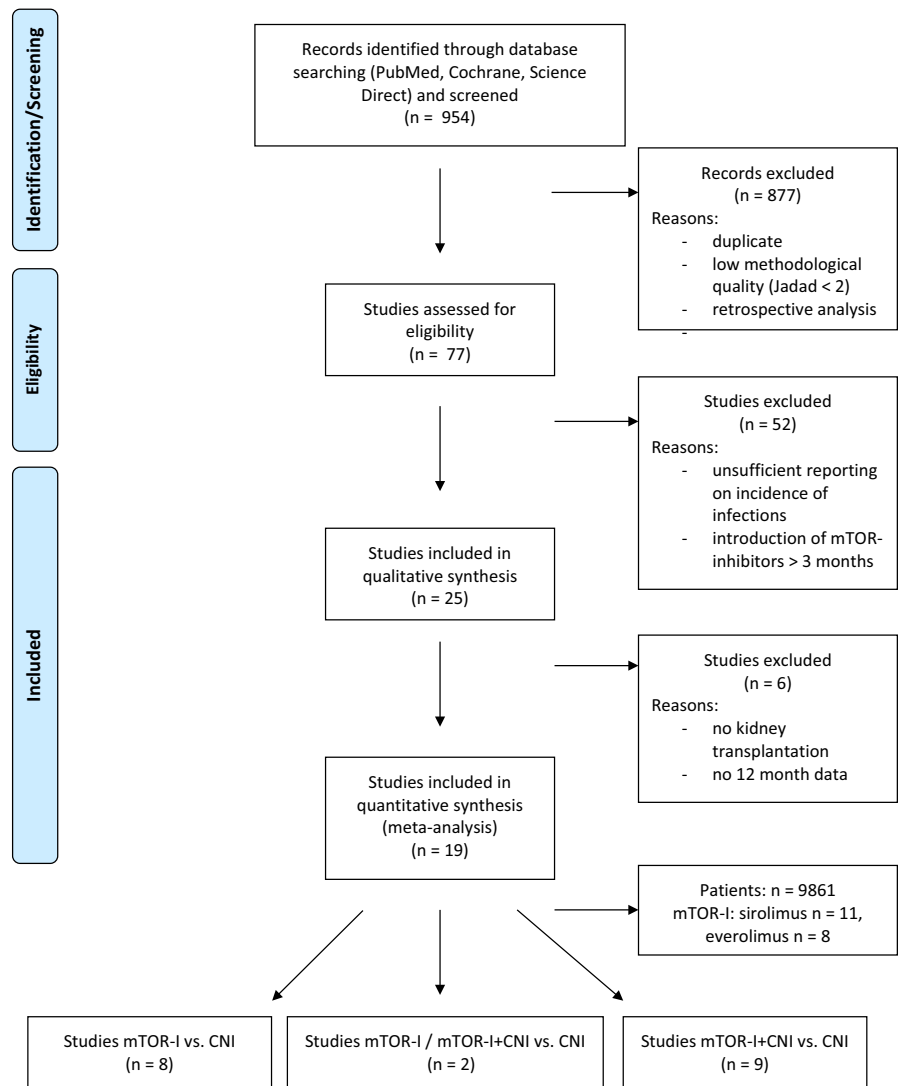 Identification/Screening
Records identified through database
searching (PubMed, Cochrane, Science
Direct) and screened
(n =  954)
Records excluded
(n = 877)
Reasons:
- duplicate
- low methodological
quality (Jadad < 2)
- retrospective analysis
-
Eligibility
Studies assessed for
eligibility
(n =  77)
Studies excluded
(n = 52)
Reasons:
- unsufficient reporting
on incidence of
infections
- introduction of mTOR-
inhibitors > 3 months
Included
Studies included in
qualitative synthesis
(n = 25)
Studies excluded
(n = 6)
Reasons:
- no kidney
transplantation
- no 12 month data
Studies included in
quantitative synthesis
(meta-analysis)
(n = 19)
Patients: n = 9861
mTOR-I: sirolimus n = 11,
everolimus n = 8
Studies mTOR-I vs. CNI
(n = 8)
Studies mTOR-I / mTOR-I+CNI vs. CNI
(n = 2)
Studies mTOR-I+CNI vs. CNI
(n = 9)